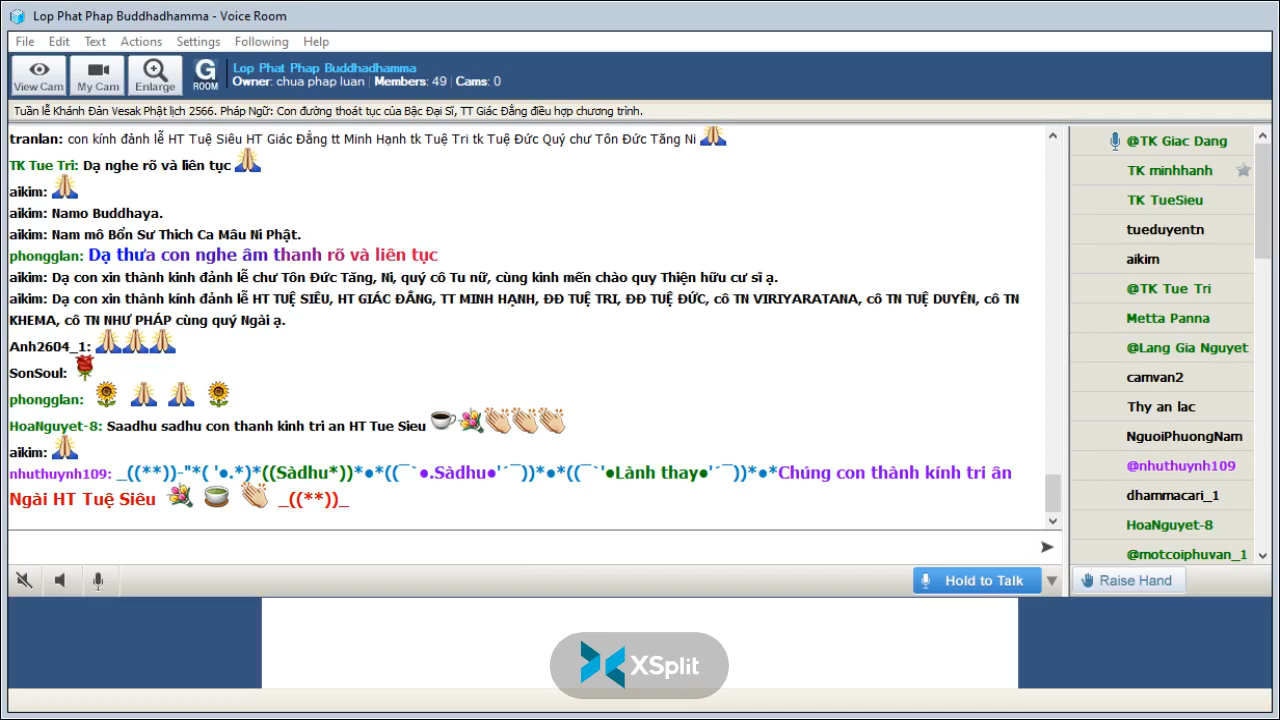 Lop Phat Phap Buddhadhamma - Voice Room
File Edit Text Actions Settings Following Help
View Cam
My Cam
Enlarge
G
ROOM
Lop Phat Phap Buddhadhamma
Owner: chua phap luan | Members: 49 | Cams: 0
Tuần lễ Khánh Đản Vesak Phật lịch 2566. Pháp Ngữ: Con đường thoát tục của Bậc Đại Sĩ, TT Giác Đẳng điều hợp chương trình.
tranlan: con kính đảnh lễ HT Tuệ Siêu HT Giác Đẳng tt Minh Hạnh tk Tuệ Tri tk Tuệ Đức Quý chư Tôn Đức Tăng Ni 🙏
TK Tue Tri: Dạ nghe rõ và liên tục 🙏
aikim: 🙏
aikim: Namo Buddhaya.
aikim: Nam mô Bổn Sư Thich Ca Mâu Ni Phật.
phongglan: Dạ thưa con nghe âm thanh rõ và liên tục
aikim: Dạ con xin thành kinh đảnh lễ chư Tôn Đức Tăng, Ni, quý cô Tu nữ, cùng kinh mến chào quy Thiện hữu cư sĩ ạ.
aikim: Dạ con xin thành kính đảnh lễ HT TUỆ SIÊU, HT GIÁC ĐẲNG, TT MINH HẠNH, ĐĐ TUỆ TRI, ĐĐ TUỆ ĐỨC, cô TN VIRIYARATANA, cô TN TUỆ DUYÊN, cô TN
KHEMA, cô TN NHƯ PHÁP cùng quý Ngài ạ.
Anh2604_1: 🙏🙏🙏
SonSoul: 🌹
phongglan: 🌻 🙏 🙏 🌻
HoaNguyet-8: Saadhu sadhu con thanh kinh tri an HT Tue Sieu ☕💐👏👏👏
aikim: 🙏
nhuthuynh109: _((**))-"*( '●.*)*((Sàdhu*))*●*((¯`●.Sàdhu●'´¯))*●*((¯`'●Lành thay●'´¯))*●*Chúng con thành kính tri ân
Ngài HT Tuệ Siêu 💐 🍵 👏 _((**))_
Hold to Talk
@TK Giac Dang
TK minhhanh
TK TueSieu
tueduyentn
aikim
@TK Tue Tri
Metta Panna
@Lang Gia Nguyet
camvan2
Thy an lac
NguoiPhuongNam
@nhuthuynh109
dhammacari_1
HoaNguyet-8
@motcoiphuvan_1
Raise Hand
XSplit